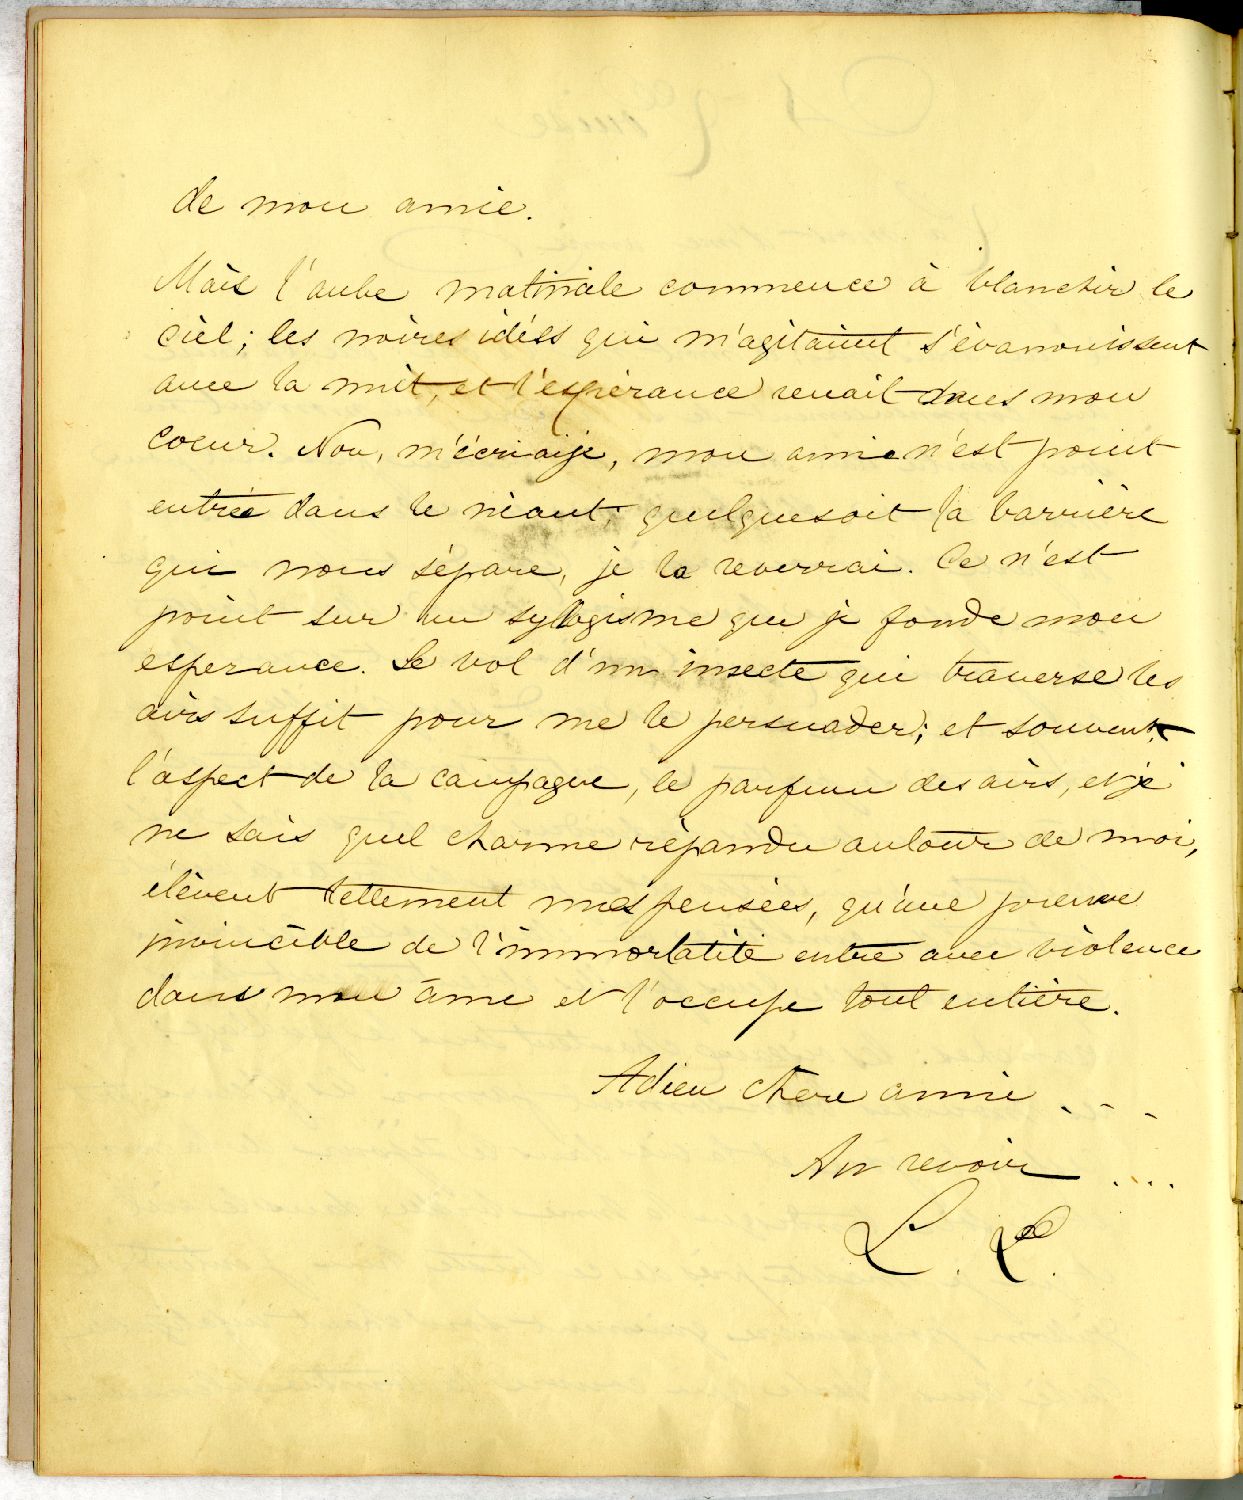 de mon amie.
Mais l'aube matinale commence à blanchir le
ciel; les noires idées qui m'agitaient s'évanouissent
avec la nuit, et l'espérance renait dans mon
coeur. Non, m'écriaije, mon amie n'est point
entrée dans le néant; quelquesoit la barrière
qui nous sépare, je la reverrai. Ce n'est
point sur un sylogisme que je fonde mon
esperance. Le vol d'un insecte qui traverse les
airs suffit pour me le persuader; et souvent,
l'aspect de la campagne, le parfum des airs, et je
ne sais quel charme répandu autour de moi,
élèvent tellement mes pensées, qu'une preuve
invincible de l'immortalité entre avec violence
dans mon âme et l'occupe tout entière.
Adieu chere amie ....
Au revoir ....
L. L.